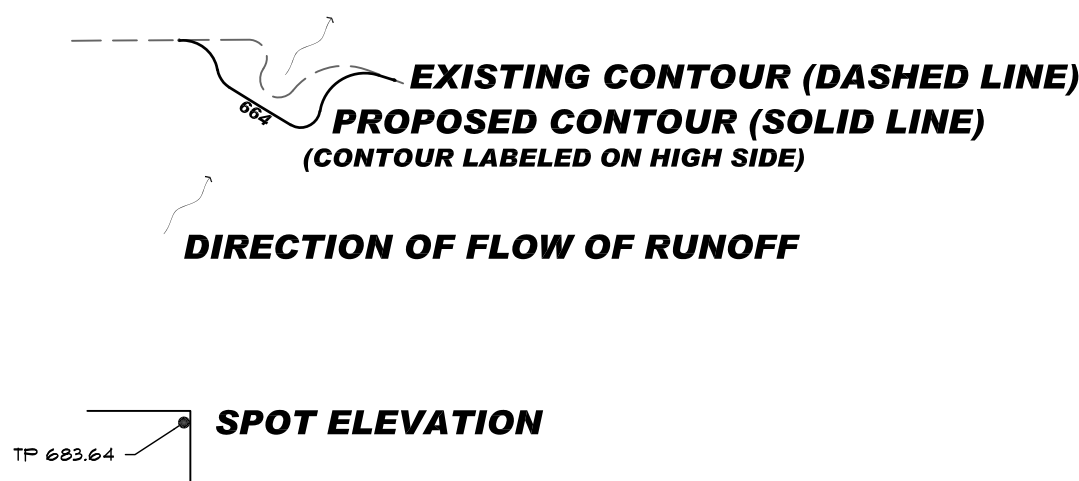 EXISTING CONTOUR (DASHED LINE)
664
PROPOSED CONTOUR (SOLID LINE)
(CONTOUR LABELED ON HIGH SIDE)
DIRECTION OF FLOW OF RUNOFF
SPOT ELEVATION
TP 683.64